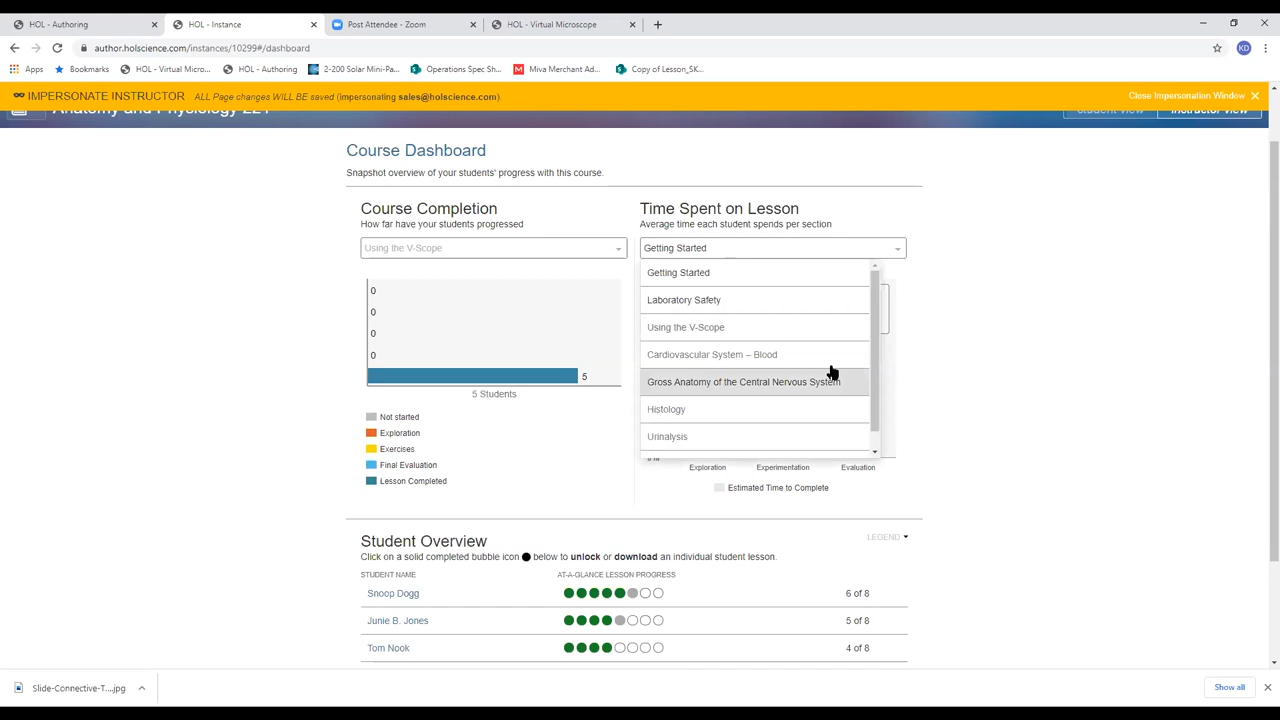 HOL - Authoring
HOL - Instance
Post Attendee - Zoom
HOL - Virtual Microscope
author.holscience.com/instances/10299#/dashboard
KD
Apps
Bookmarks
HOL - Virtual Micro...
HOL - Authoring
2-200 Solar Mini-Pa...
Operations Spec Sh...
Miva Merchant Ad...
Copy of Lesson_SK...
IMPERSONATE INSTRUCTOR ALL Page changes WILL BE saved (impersonating sales@holscience.com)
Close Impersonation Window
Anatomy and Physiology 221
Student View
Instructor View
Course Dashboard
Snapshot overview of your students' progress with this course.
Course Completion
How far have your students progressed
Using the V-Scope
0
0
0
0
5
5 Students
Not started
Exploration
Exercises
Final Evaluation
Lesson Completed
Time Spent on Lesson
Average time each student spends per section
Getting Started
Getting Started
Laboratory Safety
Using the V-Scope
Cardiovascular System – Blood
Gross Anatomy of the Central Nervous System
Histology
Urinalysis
Exploration
Experimentation
Evaluation
Estimated Time to Complete
Student Overview
LEGEND
Click on a solid completed bubble icon below to unlock or download an individual student lesson.
STUDENT NAME
AT-A-GLANCE LESSON PROGRESS
Snoop Dogg
6 of 8
Junie B. Jones
5 of 8
Tom Nook
4 of 8
Slide-Connective-T....jpg
Show all